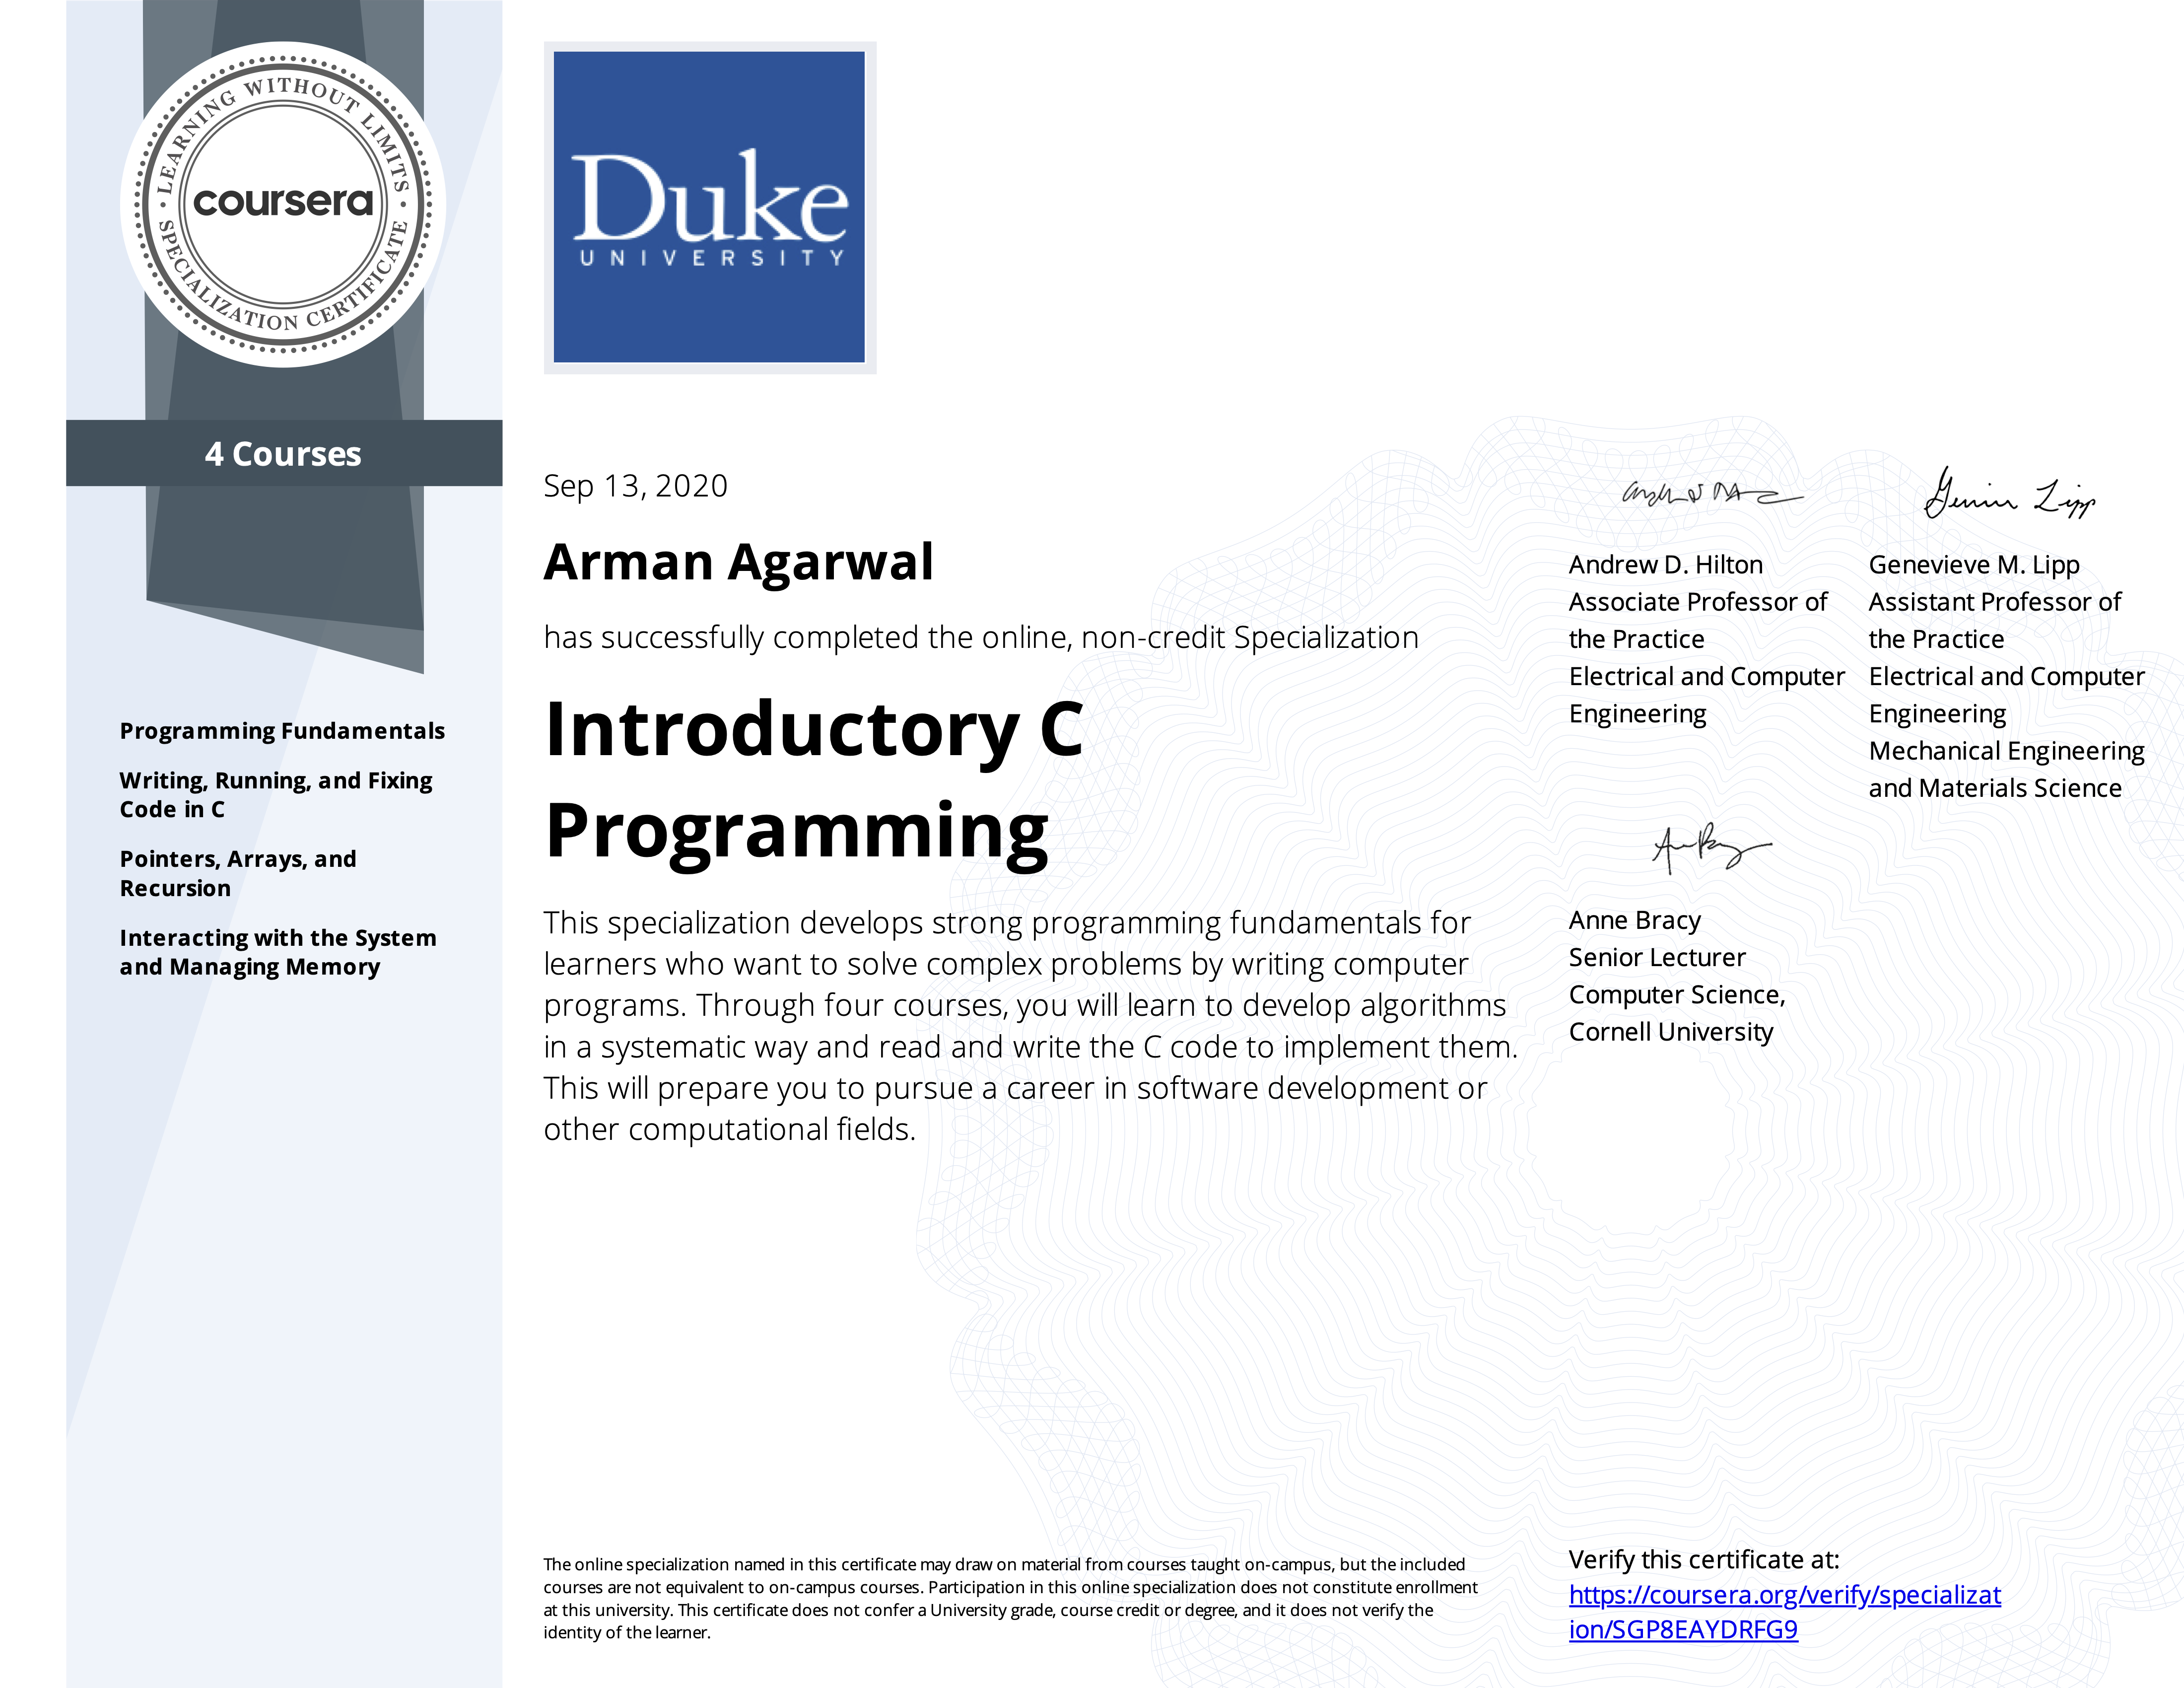 LEARNING WITHOUT LIMITS
coursera
SPECIALIZATION CERTIFICATE
4 Courses
Programming Fundamentals
Writing, Running, and Fixing
Code in C
Pointers, Arrays, and
Recursion
Interacting with the System
and Managing Memory
Duke
UNIVERSITY
Sep 13, 2020
Arman Agarwal
has successfully completed the online, non-credit Specialization
Introductory C
Programming
This specialization develops strong programming fundamentals for
learners who want to solve complex problems by writing computer
programs. Through four courses, you will learn to develop algorithms
in a systematic way and read and write the C code to implement them.
This will prepare you to pursue a career in software development or
other computational fields.
Andrew D. Hilton
Associate Professor of
the Practice
Electrical and Computer
Engineering
Genevieve M. Lipp
Assistant Professor of
the Practice
Electrical and Computer
Engineering
Mechanical Engineering
and Materials Science
Anne Bracy
Senior Lecturer
Computer Science,
Cornell University
The online specialization named in this certificate may draw on material from courses taught on-campus, but the included
courses are not equivalent to on-campus courses. Participation in this online specialization does not constitute enrollment
at this university. This certificate does not confer a University grade, course credit or degree, and it does not verify the
identity of the learner.
Verify this certificate at:
https://coursera.org/verify/specializat
ion/SGP8EAYDRFG9